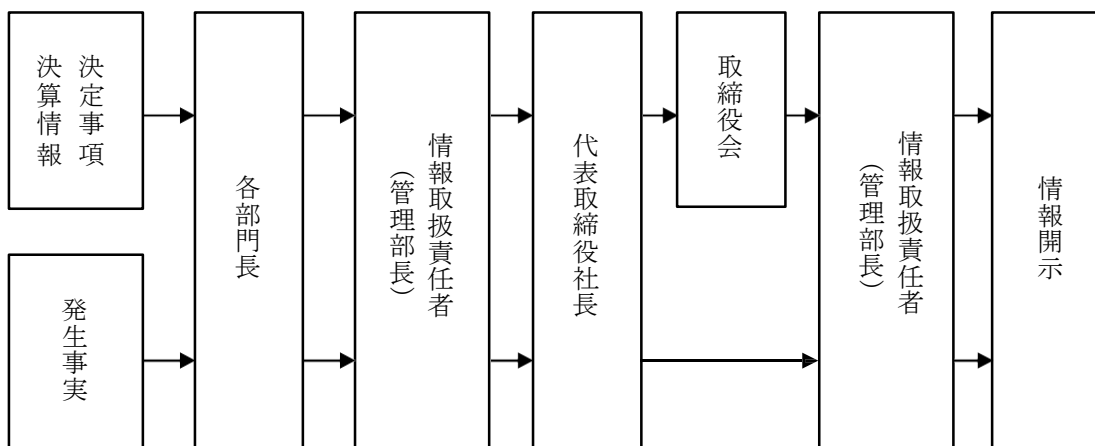 決定事項
決算情報
発生事実
各部門長
情報取扱責任者
（管理部長）
代表取締役社長
取締役会
情報取扱責任者
（管理部長）
情報開示